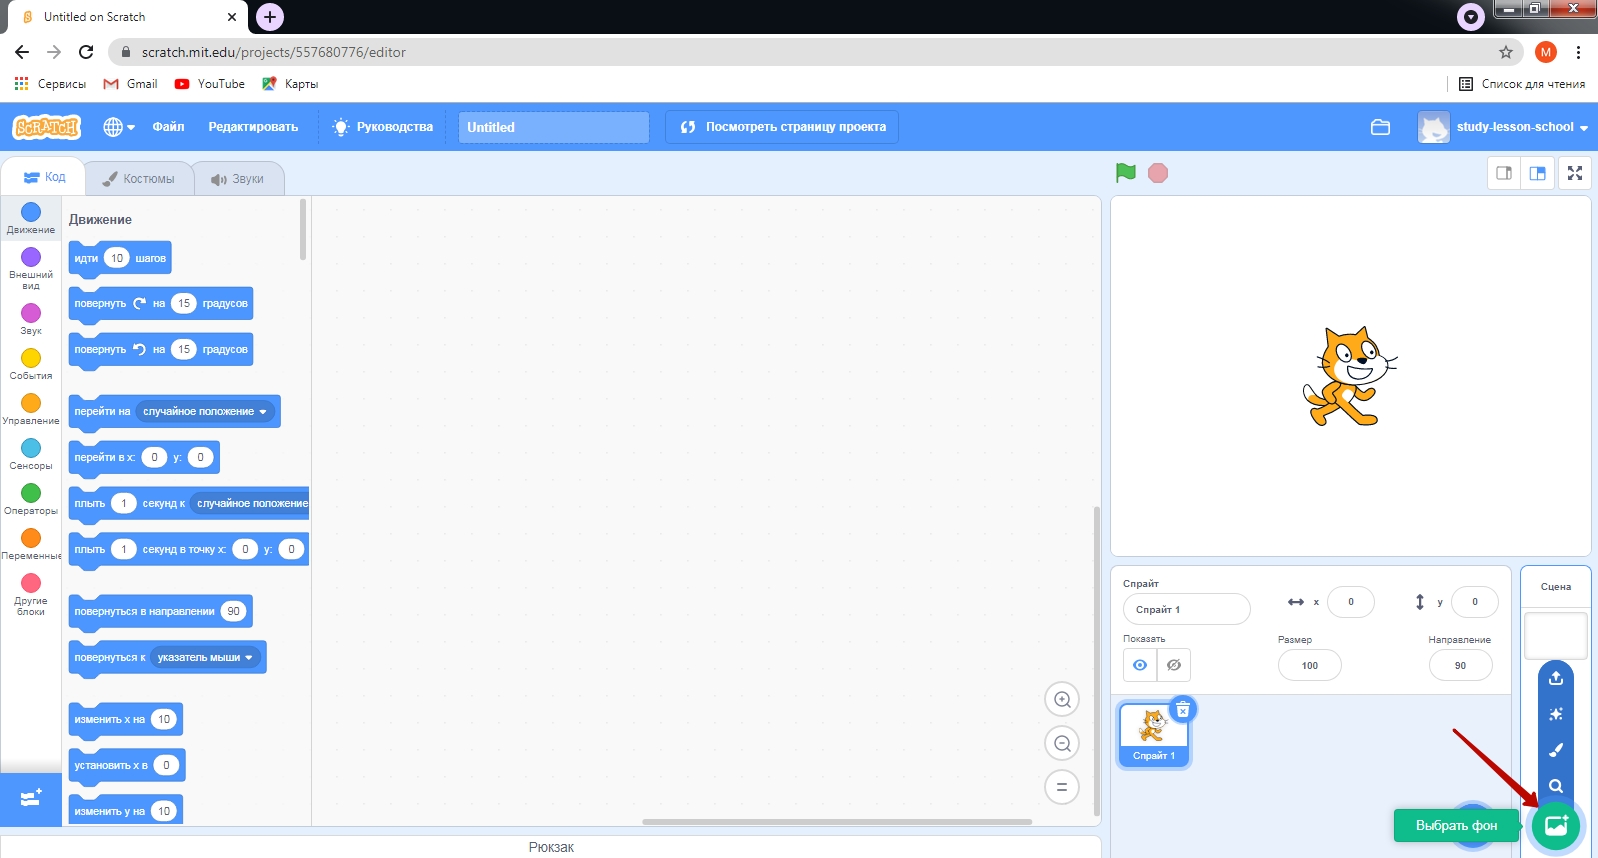 Untitled on Scratch
scratch.mit.edu/projects/557680776/editor
M
Сервисы Gmail YouTube Карты Список для чтения
SCRATCH Файл Редактировать Руководства Untitled Посмотреть страницу проекта study-lesson-school
Код Костюмы Звуки
Движение
Внешний
вид
Звук
События
Управление
Сенсоры
Операторы
Переменные
Другие
блоки
Движение
идти 10 шагов
повернуть на 15 градусов
повернуть на 15 градусов
перейти на случайное положение
перейти в x: 0 y: 0
плыть 1 секунд к случайное положение
плыть 1 секунд в точку x: 0 y: 0
повернуться в направлении 90
повернуться к указатель мыши
изменить x на 10
установить x в 0
изменить y на 10
Рюкзак
Спрайт
Спрайт 1 x 0 y 0
Показать Размер Направление
100 90
Спрайт 1
Сцена
Выбрать фон